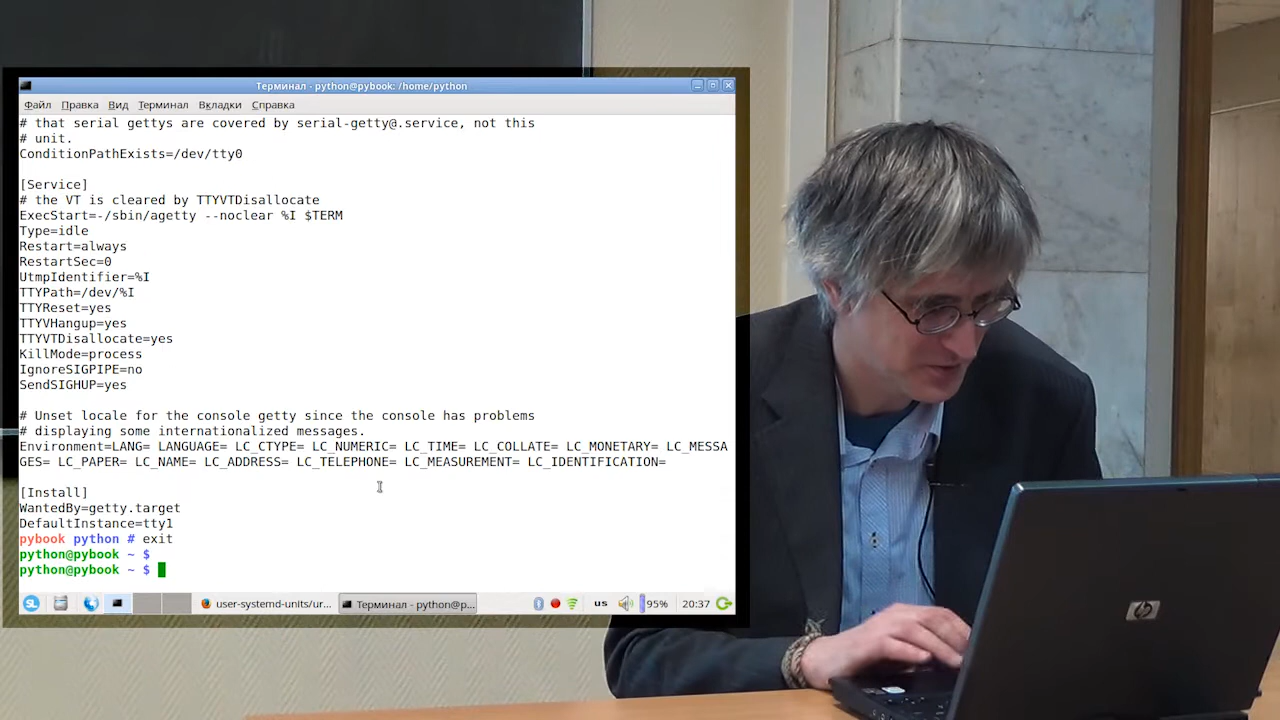 Терминал - python@pybook: /home/python
Файл Правка Вид Терминал Вкладки Справка
# that serial gettys are covered by serial-getty@.service, not this
# unit.
ConditionPathExists=/dev/tty0
[Service]
# the VT is cleared by TTYVTDisallocate
ExecStart=-/sbin/agetty --noclear %I $TERM
Type=idle
Restart=always
RestartSec=0
UtmpIdentifier=%I
TTYPath=/dev/%I
TTYReset=yes
TTYVHangup=yes
TTYVTDisallocate=yes
KillMode=process
IgnoreSIGPIPE=no
SendSIGHUP=yes
# Unset locale for the console getty since the console has problems
# displaying some internationalized messages.
Environment=LANG= LANGUAGE= LC_CTYPE= LC_NUMERIC= LC_TIME= LC_COLLATE= LC_MONETARY= LC_MESSA
GES= LC_PAPER= LC_NAME= LC_ADDRESS= LC_TELEPHONE= LC_MEASUREMENT= LC_IDENTIFICATION=
[Install]
WantedBy=getty.target
DefaultInstance=tty1
pybook python # exit
python@pybook ~ $
python@pybook ~ $
SL user-systemd-units/ur... Терминал - python@p... us 95% 20:37
hp